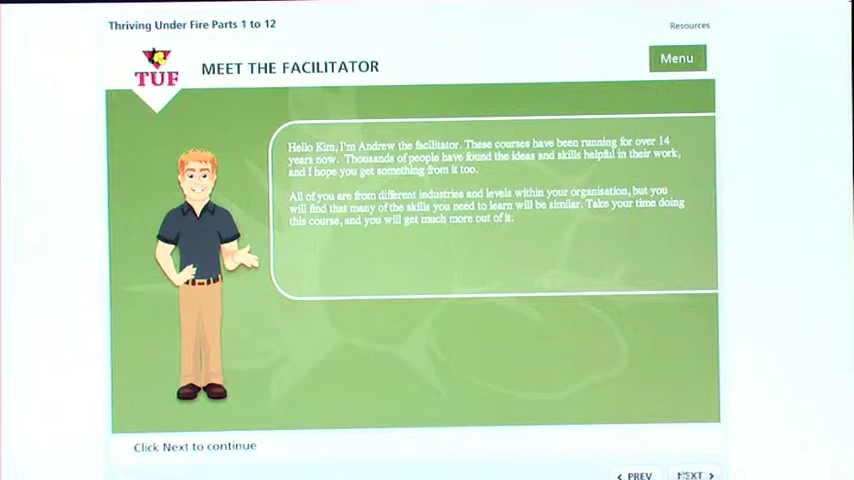 Thriving Under Fire Parts 1 to 12
Resources
TUF
MEET THE FACILITATOR
Menu
Hello Kim, I'm Andrew the facilitator. These courses have been running for over 14
years now. Thousands of people have found the ideas and skills helpful in their work,
and I hope you get something from it too.
All of you are from different industries and levels within your organisation, but you
will find that many of the skills you need to learn will be similar. Take your time doing
this course, and you will get much more out of it.
Click Next to continue
‹ PREV
NEXT ›